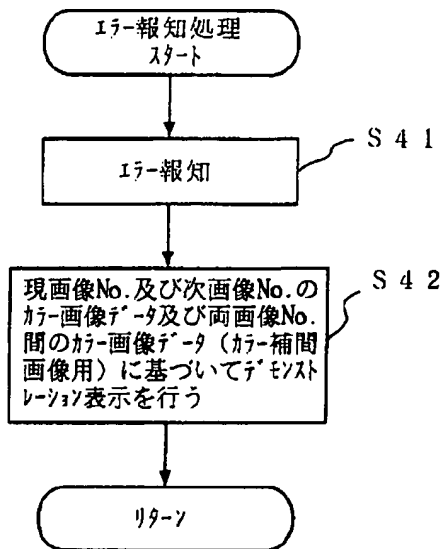 エラー報知処理
スタート
S41
エラー報知
S42
現画像No.及び次画像No.の
カラー画像データ及び両画像No.
間のカラー画像データ(カラー補間
画像用)に基づいてデモンスト
レーション表示を行う
リターン